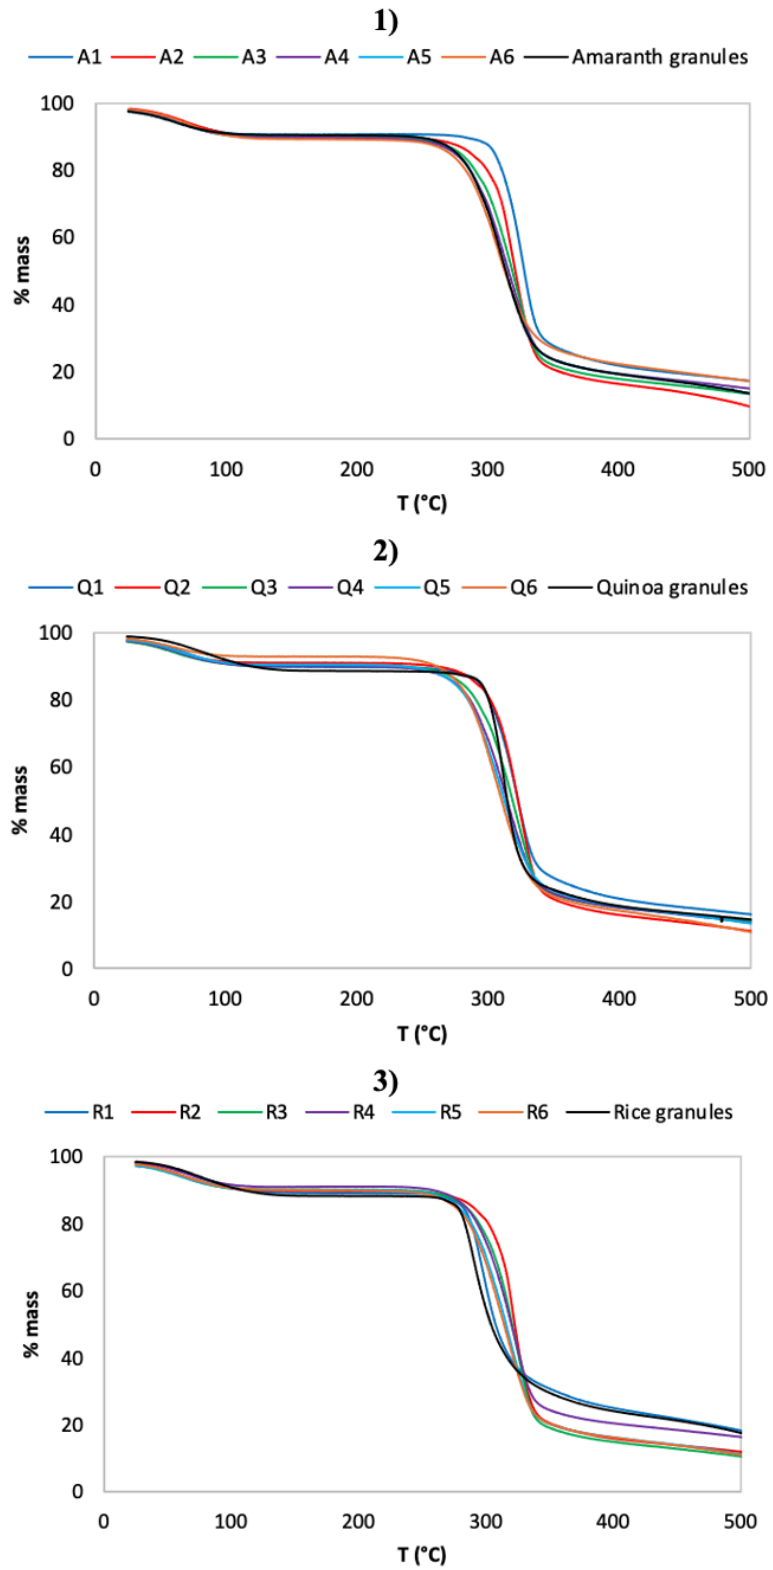 1)
A1 A2 A3 A4 A5 A6 Amaranth granules
100
80
60
40
20
0
% mass
0 100 200 300 400 500
T (°C)
2)
Q1 Q2 Q3 Q4 Q5 Q6 Quinoa granules
100
80
60
40
20
0
% mass
0 100 200 300 400 500
T (°C)
3)
R1 R2 R3 R4 R5 R6 Rice granules
100
80
60
40
20
0
% mass
0 100 200 300 400 500
T (°C)